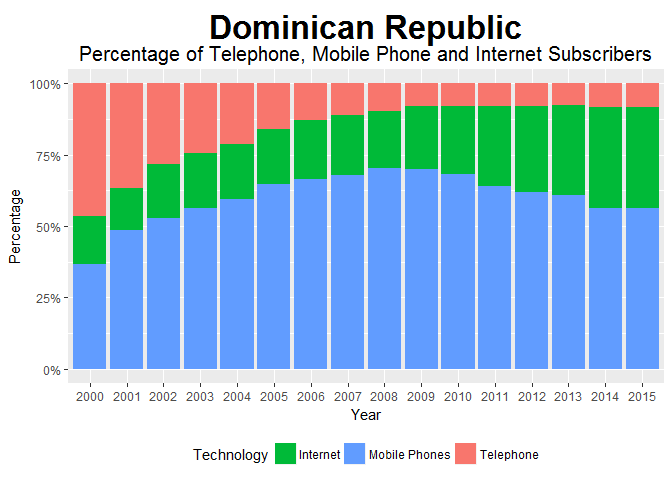 Dominican Republic
Percentage of Telephone, Mobile Phone and Internet Subscribers
100%
75%
50%
25%
0%
Percentage
2000 2001 2002 2003 2004 2005 2006 2007 2008 2009 2010 2011 2012 2013 2014 2015
Year
Technology Internet Mobile Phones Telephone